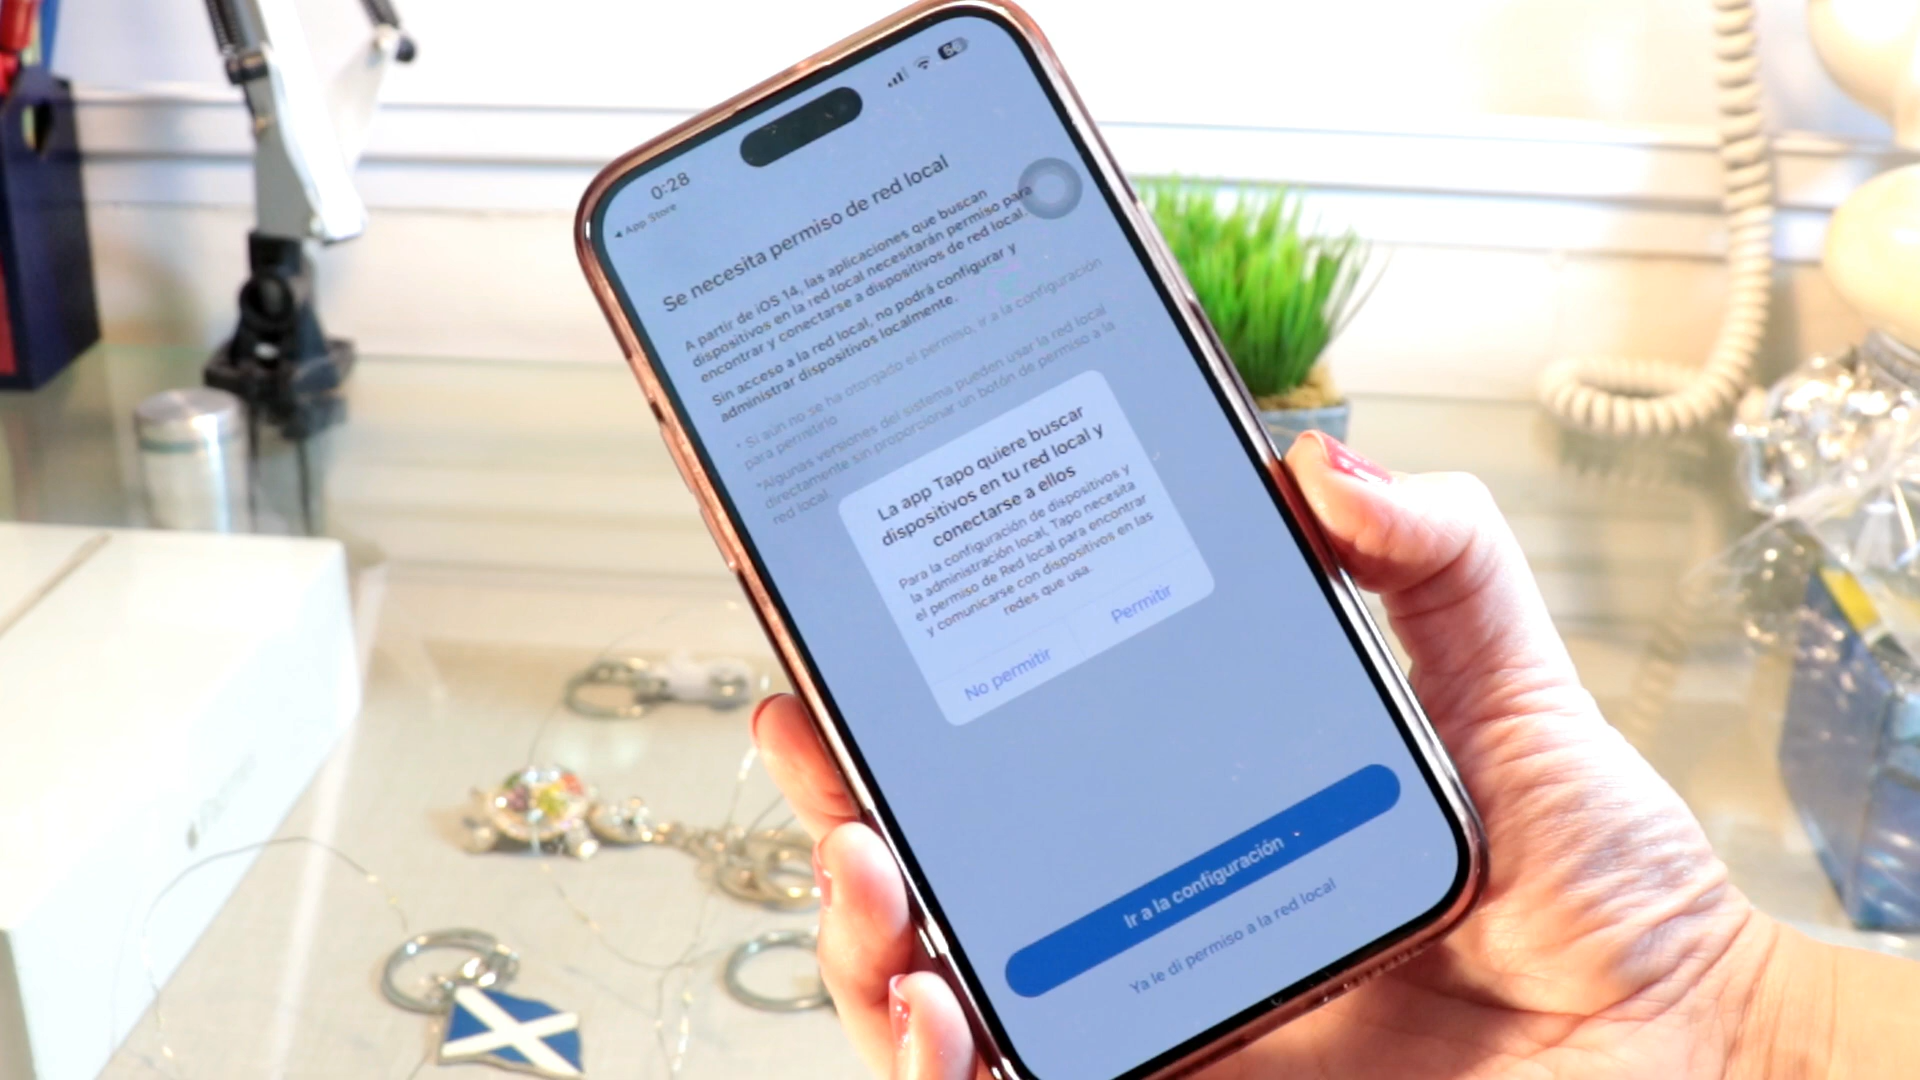 0:28
56
◀ App Store
Se necesita permiso de red local
A partir de iOS 14, las aplicaciones que buscan
dispositivos en la red local necesitarán permiso para
encontrar y conectarse a dispositivos de red local.
Sin acceso a la red local, no podrá configurar y
administrar dispositivos localmente.
* Si aún no se ha otorgado el permiso, ir a la configuración
para permitirlo
*Algunas versiones del sistema pueden usar la red local
directamente sin proporcionar un botón de permiso a la
red local.
La app Tapo quiere buscar
dispositivos en tu red local y
conectarse a ellos
Para la configuración de dispositivos y
la administración local, Tapo necesita
el permiso de Red local para encontrar
y comunicarse con dispositivos en las
redes que usa.
No permitir
Permitir
Ir a la configuración
Ya le di permiso a la red local